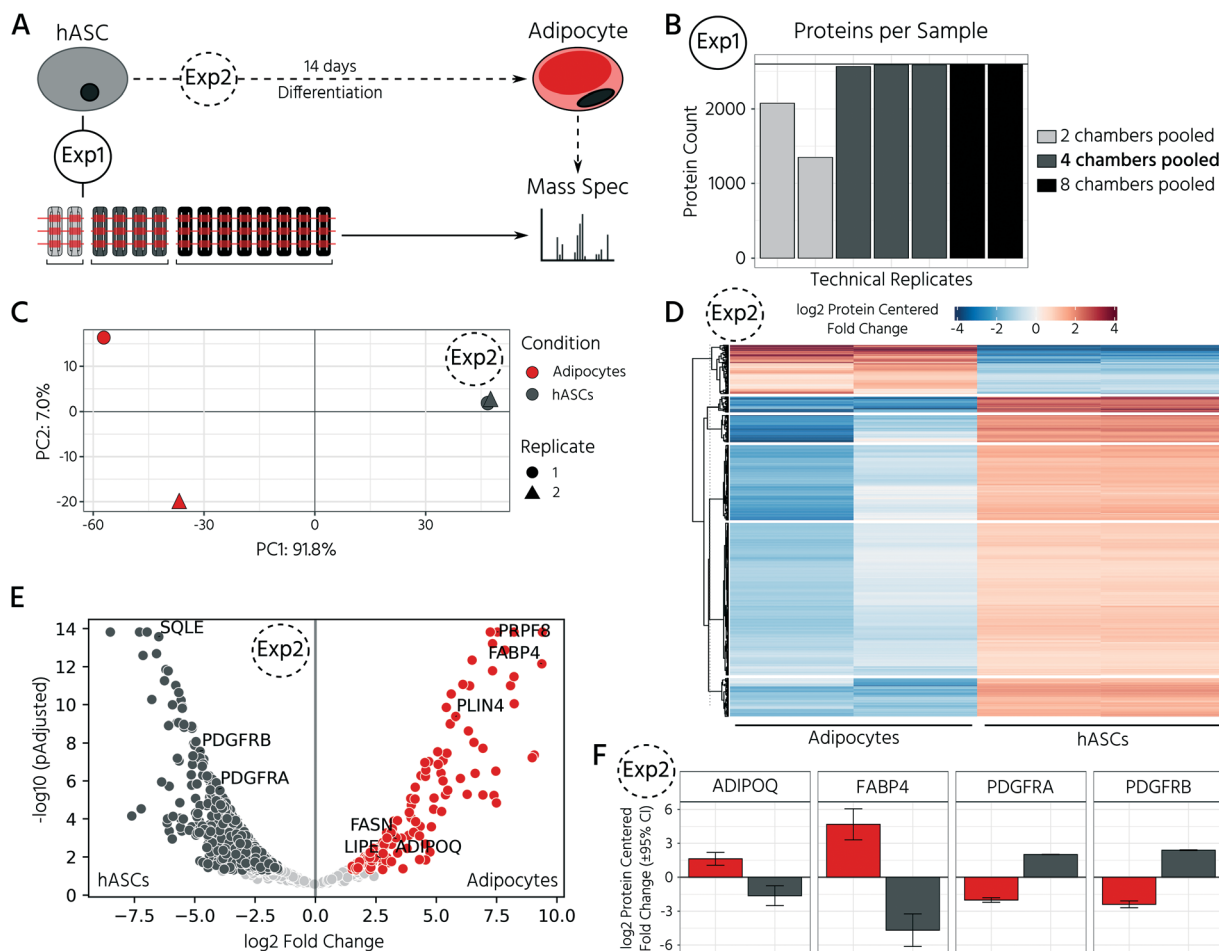 A
hASC
Exp2
14 days
Differentiation
Adipocyte
Exp1
Mass Spec
B
Exp1
Proteins per Sample
Protein Count
2000
1000
0
Technical Replicates
2 chambers pooled
4 chambers pooled
8 chambers pooled
C
Exp2
PC2: 7.0%
10
0
-10
-20
-60
-30
0
30
PC1: 91.8%
Condition
Adipocytes
hASCs
Replicate
1
2
D
Exp2
log2 Protein Centered
Fold Change
-4
-2
0
2
4
Adipocytes
hASCs
E
Exp2
-log10 (pAdjusted)
14
12
10
8
6
4
2
0
SQLE
PRPF8
FABP4
PLIN4
PDGFRB
PDGFRA
FASN
LIPE
ADIPOQ
hASCs
Adipocytes
−7.5
−5.0
−2.5
0.0
2.5
5.0
7.5
10.0
log2 Fold Change
F
Exp2
log2 Protein Centered
Fold Change (±95% CI)
6
3
0
-3
-6
ADIPOQ
FABP4
PDGFRA
PDGFRB